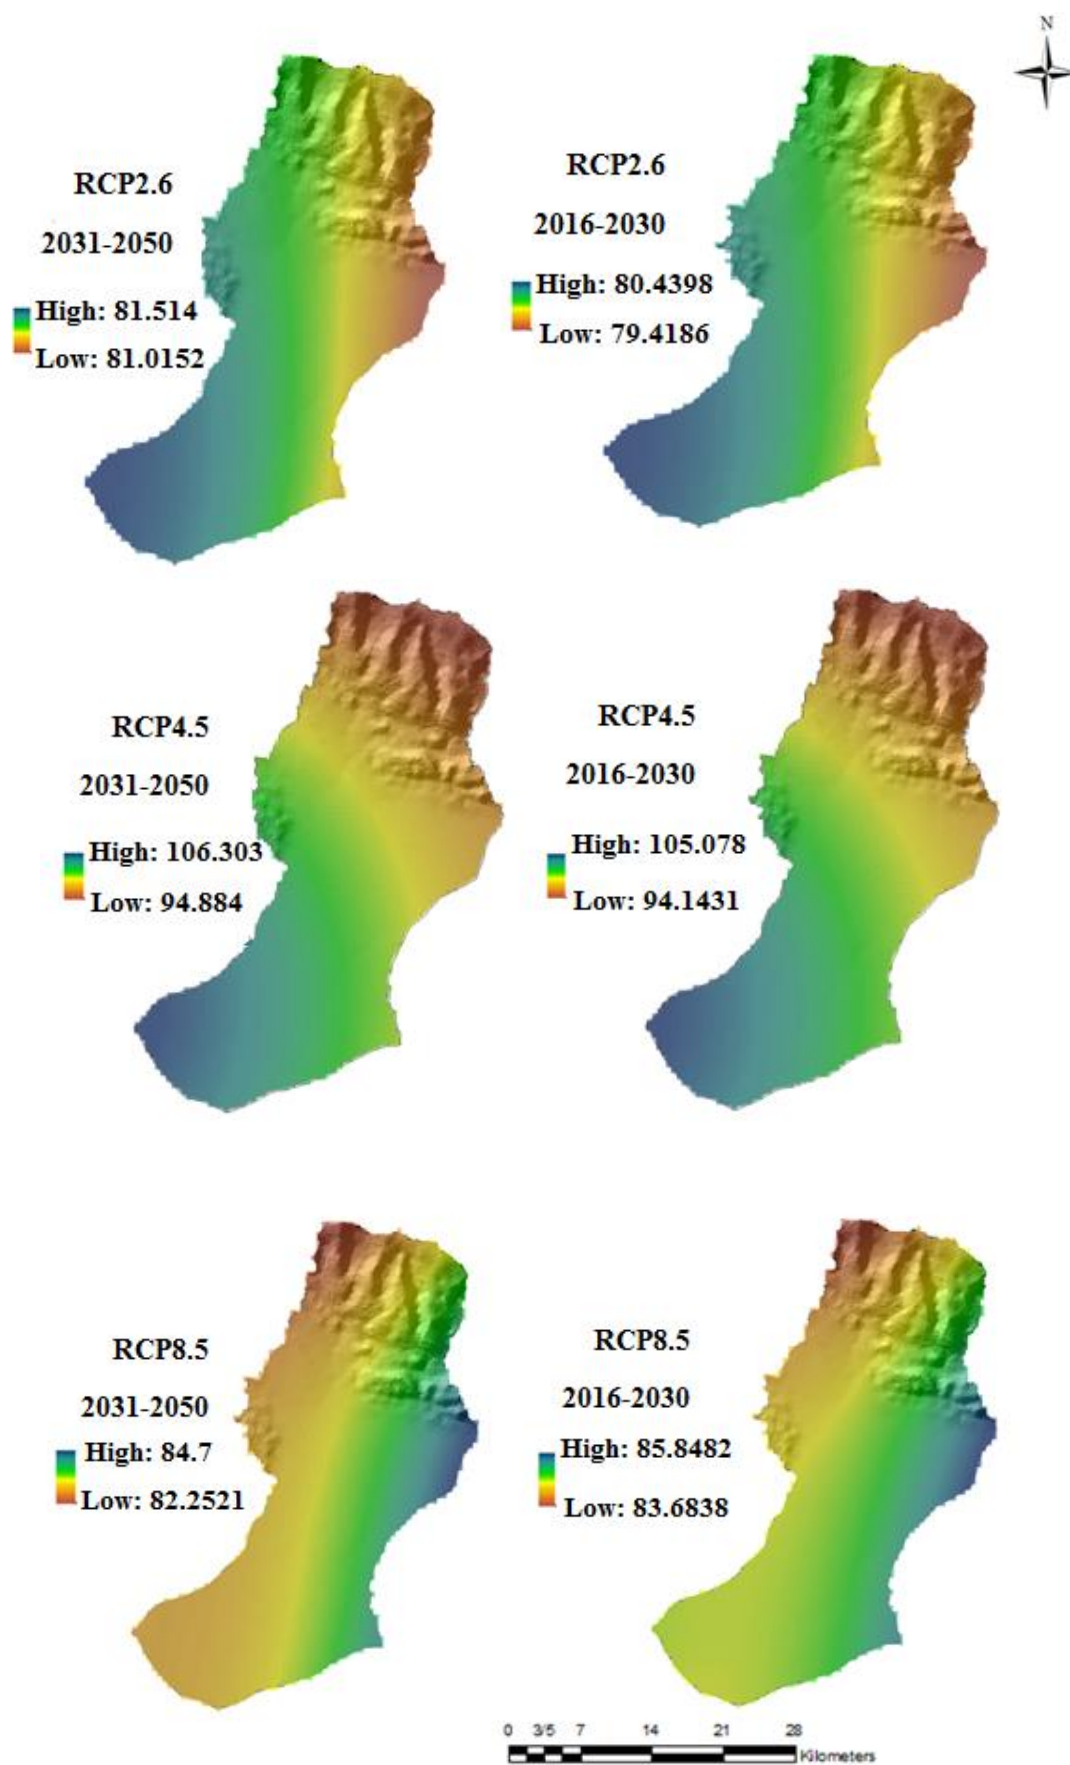 N
RCP2.6
2031-2050
High: 81.514
Low: 81.0152
RCP2.6
2016-2030
High: 80.4398
Low: 79.4186
RCP4.5
2031-2050
High: 106.303
Low: 94.884
RCP4.5
2016-2030
High: 105.078
Low: 94.1431
RCP8.5
2031-2050
High: 84.7
Low: 82.2521
RCP8.5
2016-2030
High: 85.8482
Low: 83.6838
0 3/5 7 14 21 28
Kilometers